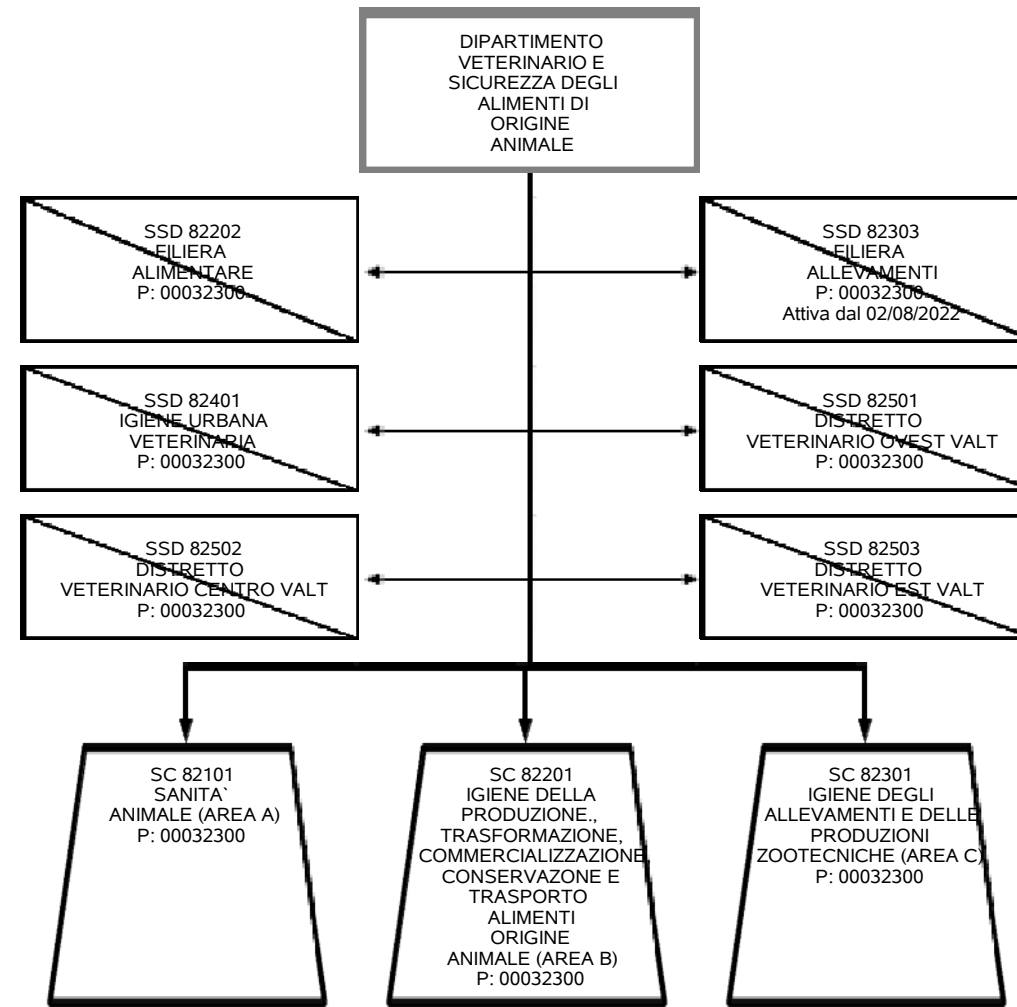 DIPARTIMENTO
VETERINARIO E
SICUREZZA DEGLI
ALIMENTI DI
ORIGINE
ANIMALE
SSD 82202
FILIERA
ALIMENTARE
P: 00032300
SSD 82303
FILIERA
ALLEVAMENTI
P: 00032300
Attiva dal 02/08/2022
SSD 82401
IGIENE URBANA
VETERINARIA
P: 00032300
SSD 82501
DISTRETTO
VETERINARIO OVEST VALT
P: 00032300
SSD 82502
DISTRETTO
VETERINARIO CENTRO VALT
P: 00032300
SSD 82503
DISTRETTO
VETERINARIO EST VALT
P: 00032300
SC 82101
SANITA`
ANIMALE (AREA A)
P: 00032300
SC 82201
IGIENE DELLA
PRODUZIONE.,
TRASFORMAZIONE,
COMMERCIALIZZAZIONE,
CONSERVAZONE E
TRASPORTO
ALIMENTI
ORIGINE
ANIMALE (AREA B)
P: 00032300
SC 82301
IGIENE DEGLI
ALLEVAMENTI E DELLE
PRODUZIONI
ZOOTECNICHE (AREA C)
P: 00032300